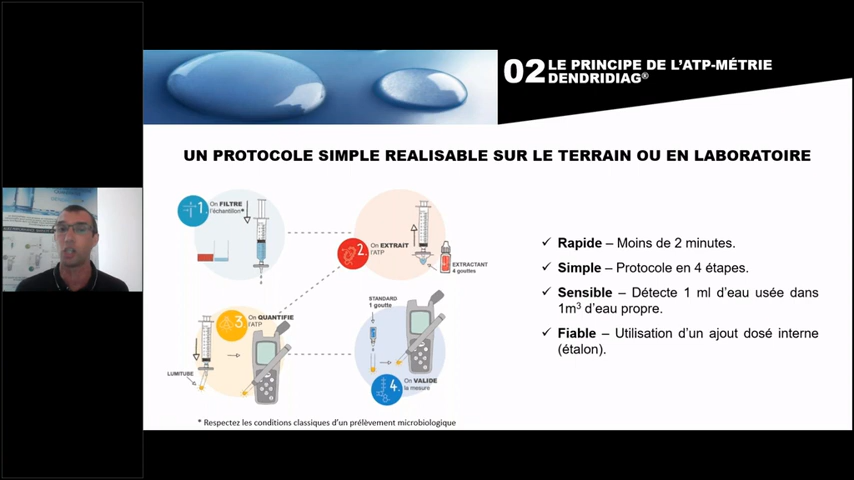 02 LE PRINCIPE DE L'ATP-MÉTRIE
DENDRIDIAG®
UN PROTOCOLE SIMPLE REALISABLE SUR LE TERRAIN OU EN LABORATOIRE
1. On FILTRE
l'échantillon*
2. On EXTRAIT
l'ATP
EXTRACTANT
4 gouttes
3. On QUANTIFIE
l'ATP
LUMITUBE
STANDARD
1 goutte
4. On VALIDE
la mesure
* Respectez les conditions classiques d'un prélèvement microbiologique
✓ Rapide – Moins de 2 minutes.
✓ Simple – Protocole en 4 étapes.
✓ Sensible – Détecte 1 ml d'eau usée dans
1m³ d'eau propre.
✓ Fiable – Utilisation d'un ajout dosé interne
(étalon).